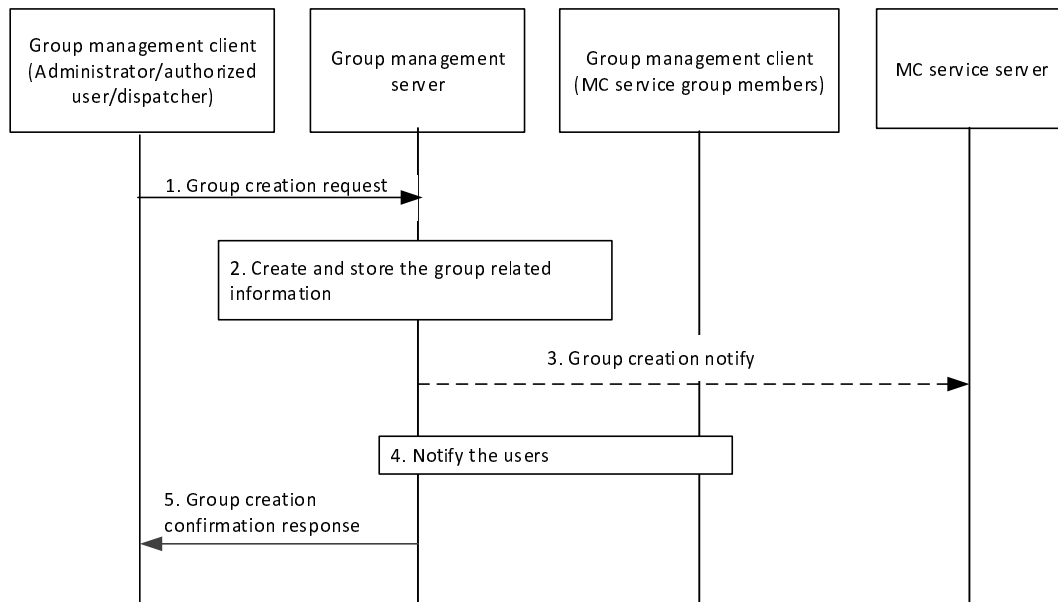 Group management client
(Administrator/authorized
user/dispatcher)
Group management
server
Group management client
(MC service group members)
MC service server
1. Group creation request
2. Create and store the group related
information
3. Group creation notify
4. Notify the users
5. Group creation
confirmation response